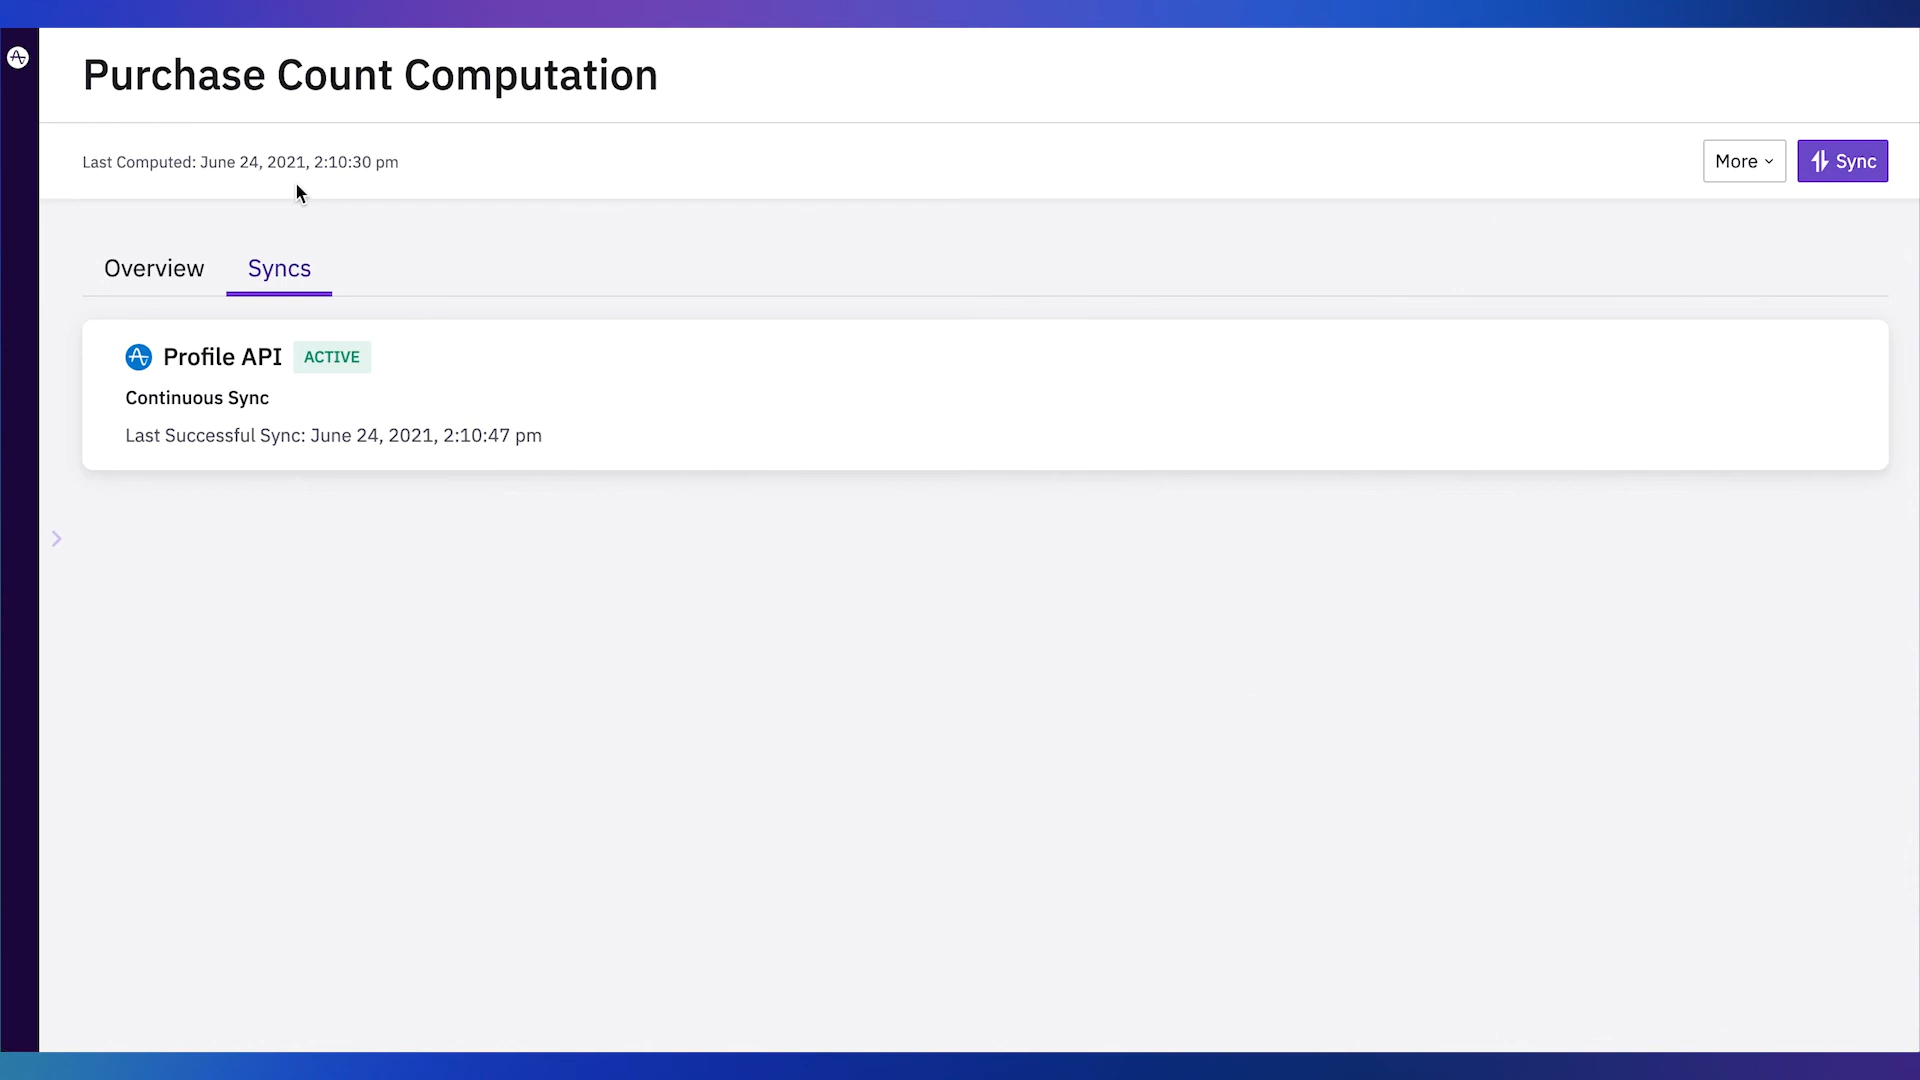 Purchase Count Computation
Last Computed: June 24, 2021, 2:10:30 pm
More
Sync
Overview
Syncs
Profile API
ACTIVE
Continuous Sync
Last Successful Sync: June 24, 2021, 2:10:47 pm